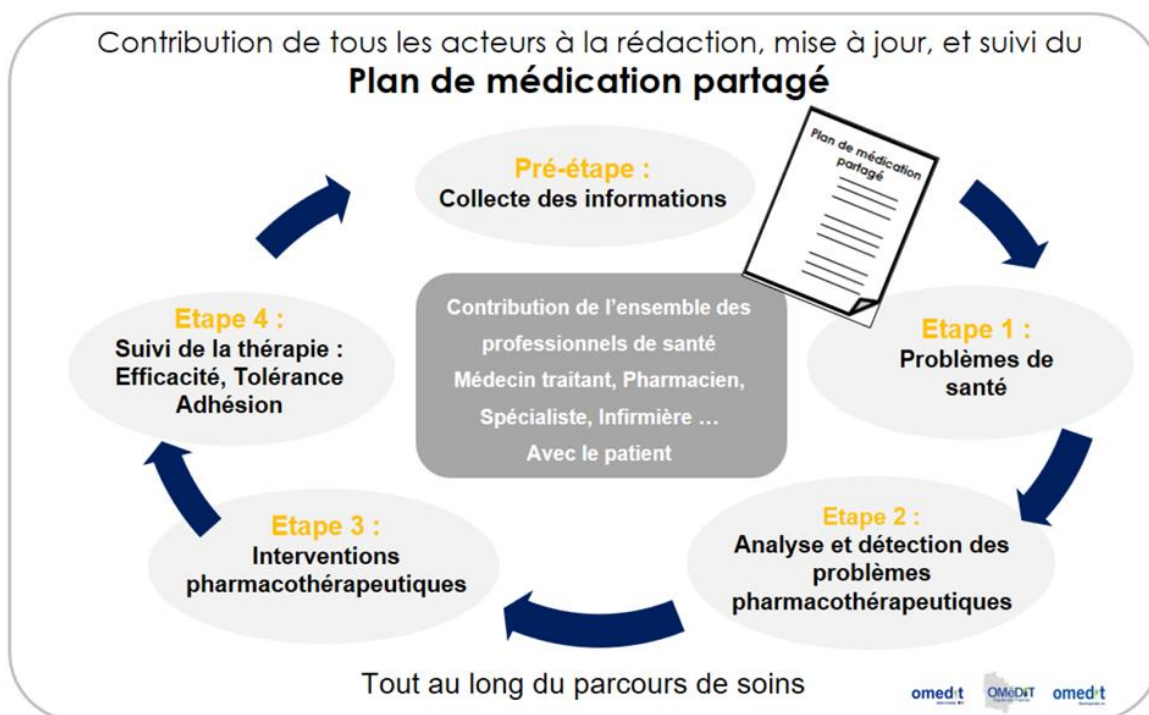 Contribution de tous les acteurs à la rédaction, mise à jour, et suivi du
Plan de médication partagé
Plan de médication
partagé
Pré-étape :
Collecte des informations
Etape 1 :
Problèmes de
santé
Etape 2 :
Analyse et détection des
problèmes
pharmacothérapeutiques
Etape 3 :
Interventions
pharmacothérapeutiques
Etape 4 :
Suivi de la thérapie :
Efficacité, Tolérance
Adhésion
Contribution de l'ensemble des
professionnels de santé
Médecin traitant, Pharmacien,
Spécialiste, Infirmière ...
Avec le patient
Tout au long du parcours de soins
omedit
OMéDIT
omedit